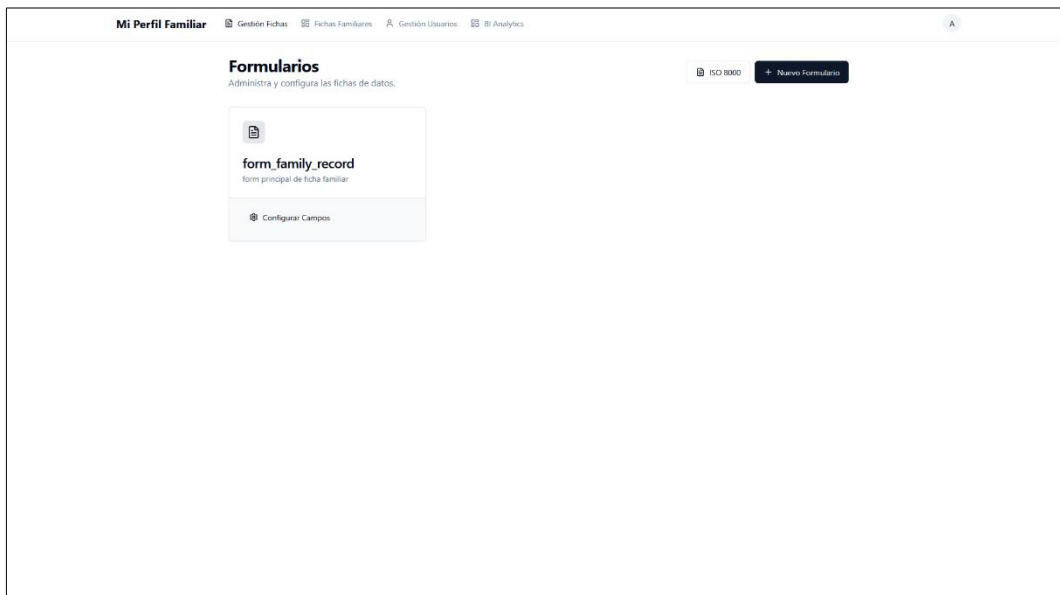 Mi Perfil Familiar Gestión Fichas Fichas Familiares Gestión Usuarios BI Analytics A
Formularios
Administra y configura las fichas de datos.
ISO 8000 + Nuevo Formulario
form_family_record
form principal de ficha familiar
Configurar Campos